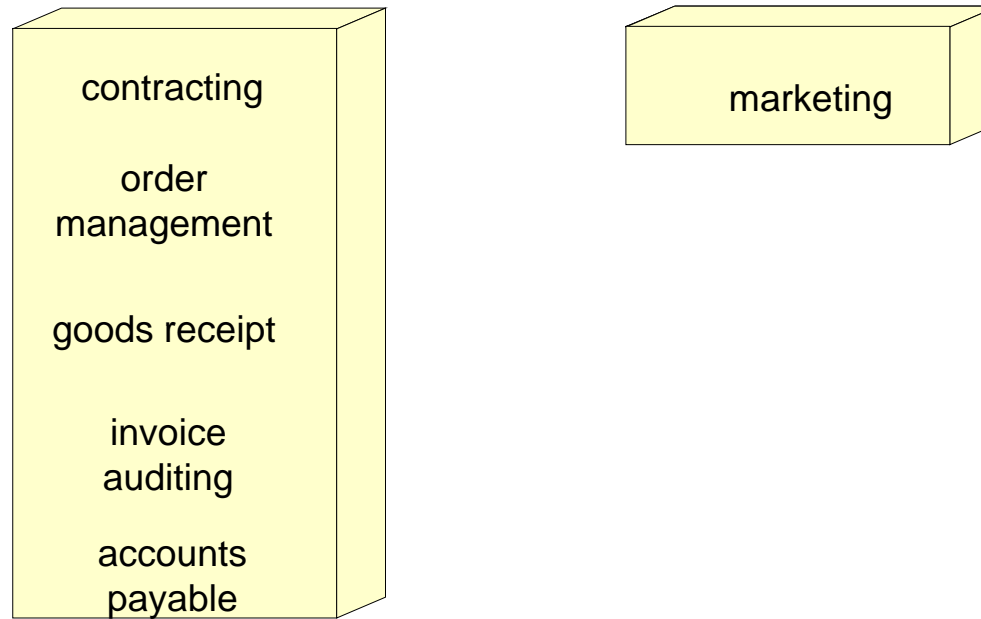 contracting
order
management
goods receipt
invoice
auditing
accounts
payable
marketing